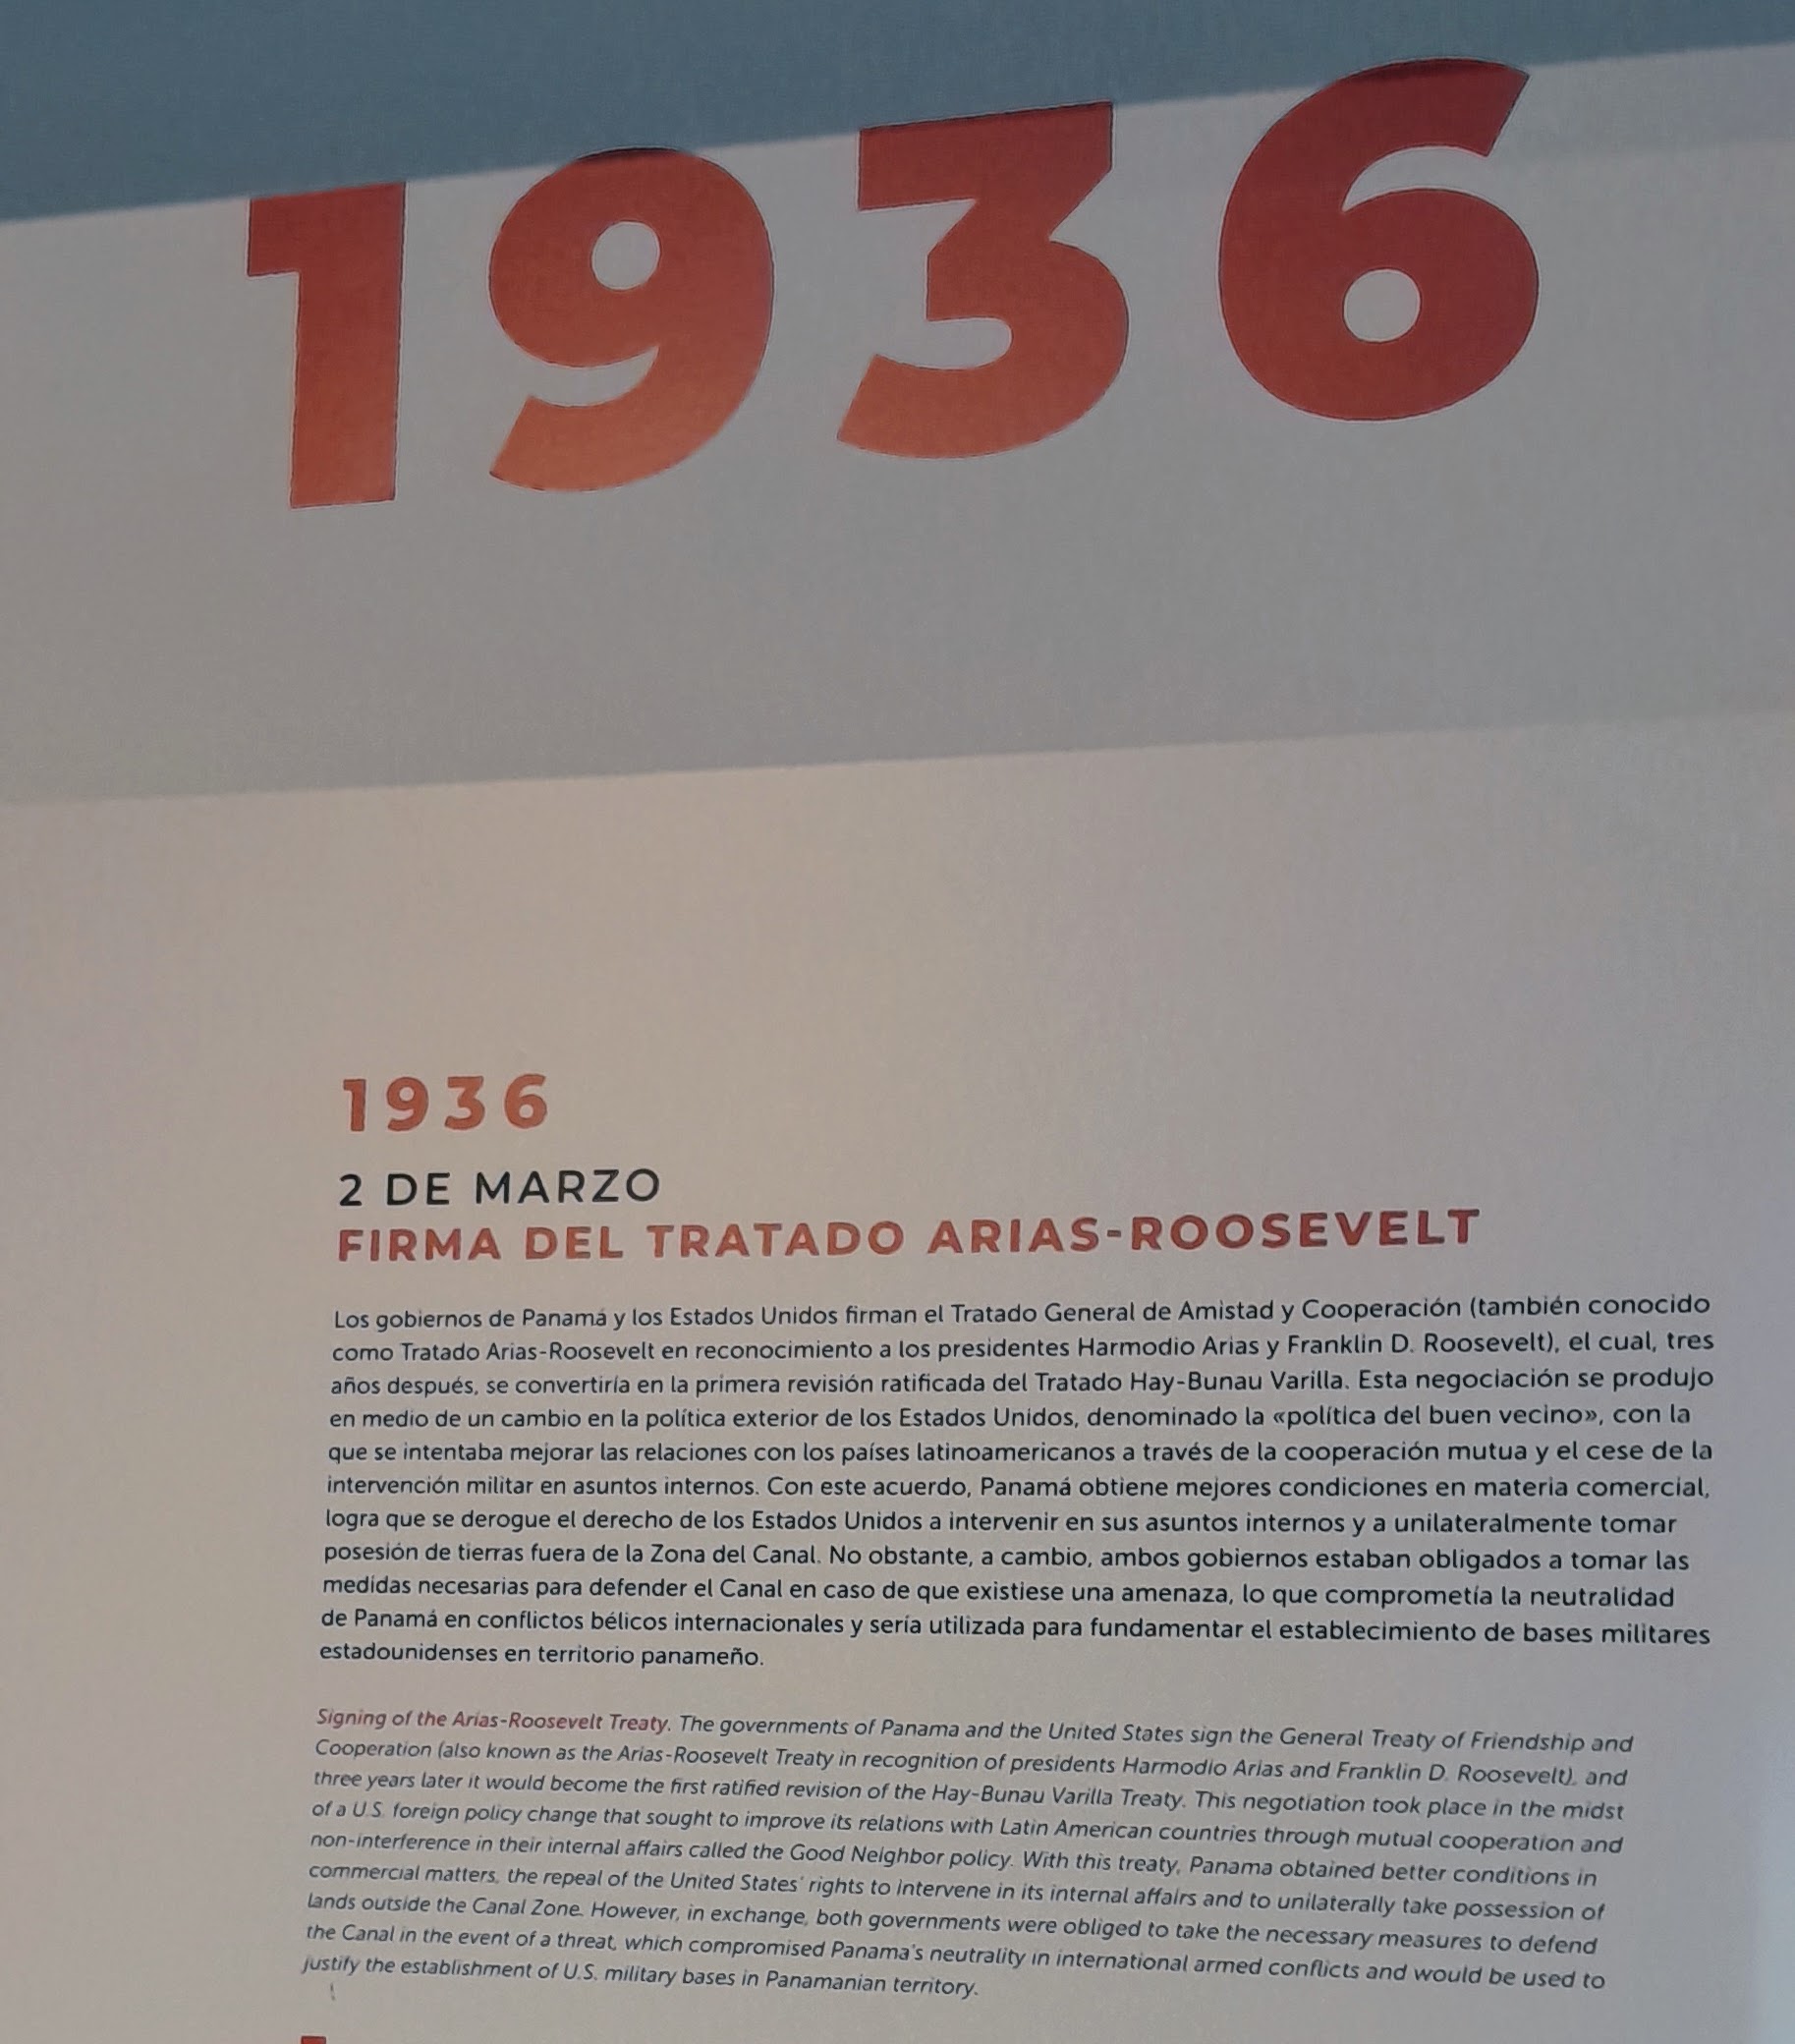 1936
1936
2 DE MARZO
FIRMA DEL TRATADO ARIAS-ROOSEVELT
Los gobiernos de Panamá y los Estados Unidos firman el Tratado General de Amistad y Cooperación (también conocido
como Tratado Arias-Roosevelt en reconocimiento a los presidentes Harmodio Arias y Franklin D. Roosevelt), el cual, tres
años después, se convertiría en la primera revisión ratificada del Tratado Hay-Bunau Varilla. Esta negociación se produjo
en medio de un cambio en la política exterior de los Estados Unidos, denominado la «política del buen vecino», con la
que se intentaba mejorar las relaciones con los países latinoamericanos a través de la cooperación mutua y el cese de la
intervención militar en asuntos internos. Con este acuerdo, Panamá obtiene mejores condiciones en materia comercial,
logra que se derogue el derecho de los Estados Unidos a intervenir en sus asuntos internos y a unilateralmente tomar
posesión de tierras fuera de la Zona del Canal. No obstante, a cambio, ambos gobiernos estaban obligados a tomar las
medidas necesarias para defender el Canal en caso de que existiese una amenaza, lo que comprometía la neutralidad
de Panamá en conflictos bélicos internacionales y sería utilizada para fundamentar el establecimiento de bases militares
estadounidenses en territorio panameño.
Signing of the Arias-Roosevelt Treaty. The governments of Panama and the United States sign the General Treaty of Friendship and
Cooperation (also known as the Arias-Roosevelt Treaty in recognition of presidents Harmodio Arias and Franklin D. Roosevelt), and
three years later it would become the first ratified revision of the Hay-Bunau Varilla Treaty. This negotiation took place in the midst
of a U.S. foreign policy change that sought to improve its relations with Latin American countries through mutual cooperation and
non-interference in their internal affairs called the Good Neighbor policy. With this treaty, Panama obtained better conditions in
commercial matters, the repeal of the United States' rights to intervene in its internal affairs and to unilaterally take possession of
lands outside the Canal Zone. However, in exchange, both governments were obliged to take the necessary measures to defend
the Canal in the event of a threat, which compromised Panama's neutrality in international armed conflicts and would be used to
justify the establishment of U.S. military bases in Panamanian territory.